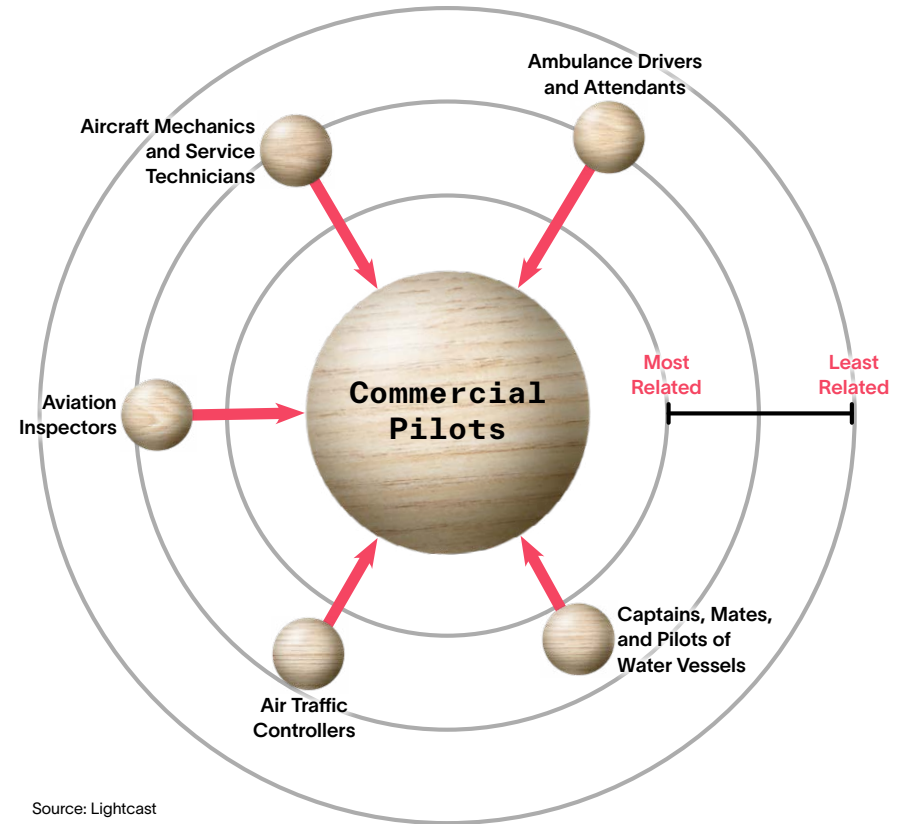 Ambulance Drivers
and Attendants
Aircraft Mechanics
and Service
Technicians
Most
Related
Least
Related
Commercial
Pilots
Aviation
Inspectors
Captains, Mates,
and Pilots of
Water Vessels
Air Traffic
Controllers
Source: Lightcast